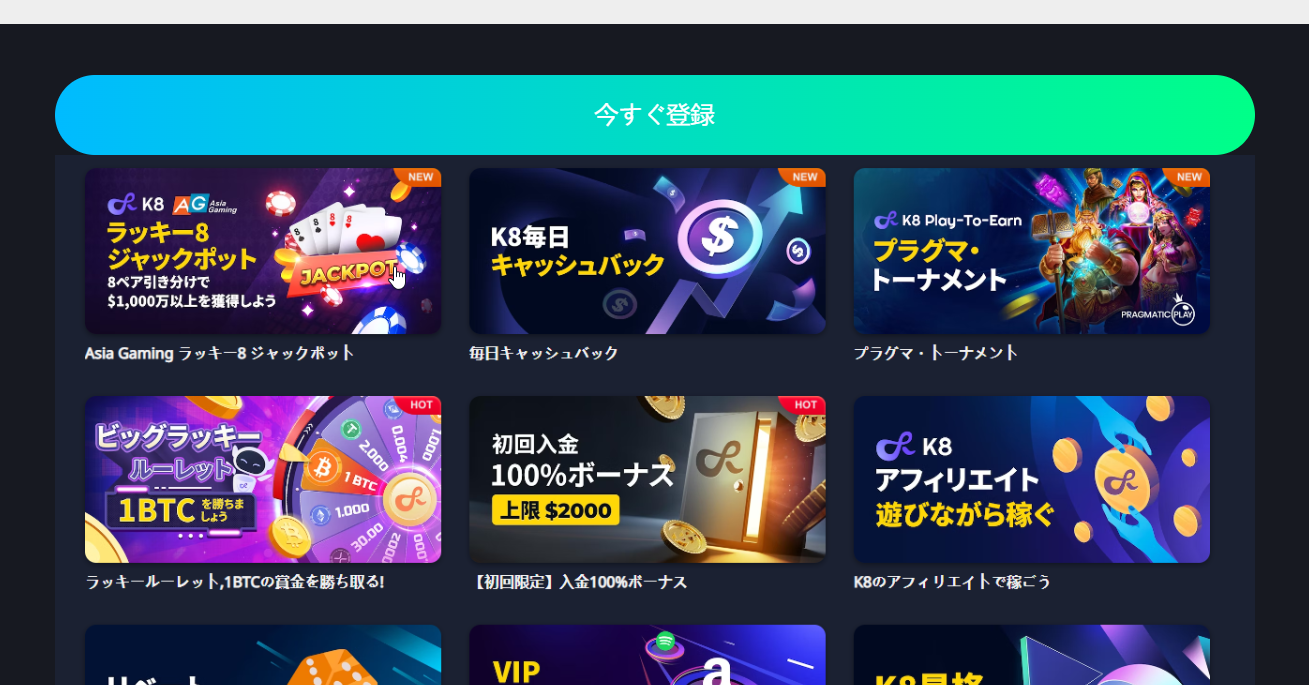 今すぐ登録
NEW
K8 AG Asia Gaming
ラッキー8
ジャックポット
8ペア引き分けで
$1,000万以上を獲得しよう
JACKPOT
Asia Gaming ラッキー8 ジャックポット
NEW
K8毎日
キャッシュバック
毎日キャッシュバック
NEW
K8 Play-To-Earn
プラグマ・
トーナメント
PRAGMATIC PLAY
プラグマ・トーナメント
HOT
ビッグラッキー
ルーレット
1BTC を勝ちましょう
2.000
0.004
1 BTC
1.000
30.00
ラッキールーレット,1BTCの賞金を勝ち取る!
HOT
初回入金
100%ボーナス
上限 $2000
【初回限定】入金100%ボーナス
K8
アフィリエイト
遊びながら稼ぐ
K8のアフィリエイトで稼ごう
VIP